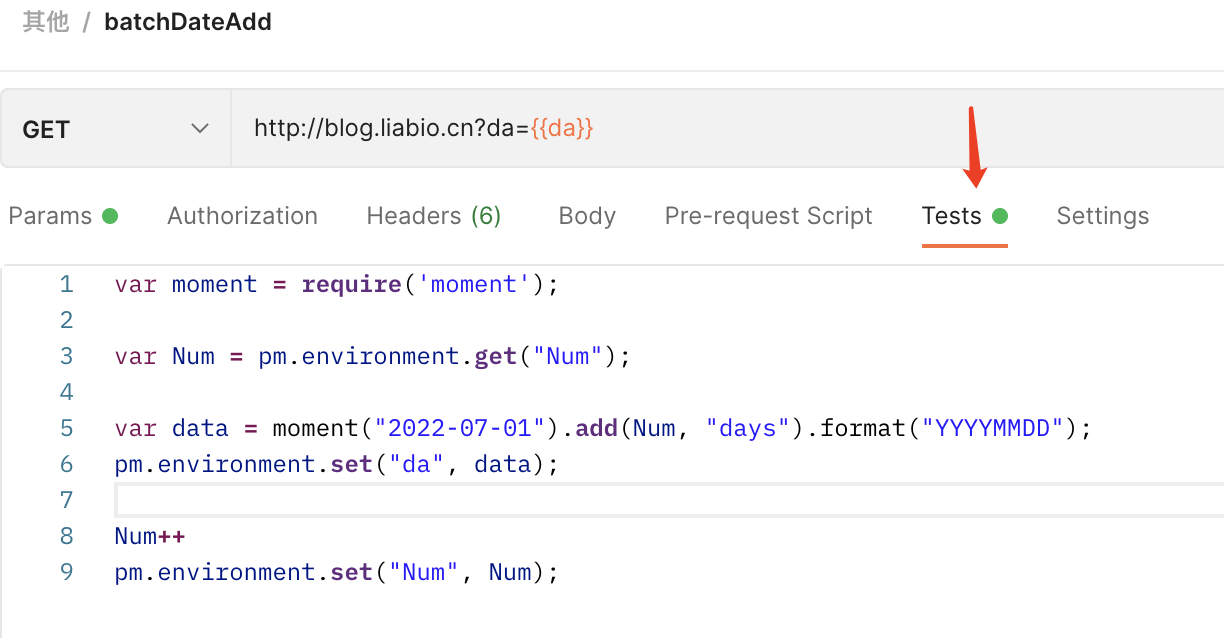 其他 / batchDateAdd
GET http://blog.liabio.cn?da={{da}}
Params Authorization Headers (6) Body Pre-request Script Tests Settings
1 var moment = require('moment');
2
3 var Num = pm.environment.get("Num");
4
5 var data = moment("2022-07-01").add(Num, "days").format("YYYYMMDD");
6 pm.environment.set("da", data);
7
8 Num++
9 pm.environment.set("Num", Num);